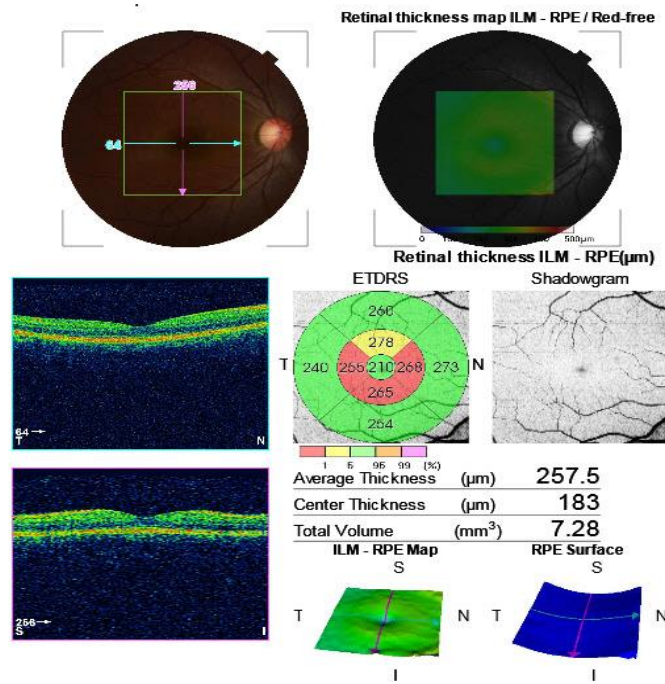 Retinal thickness map ILM - RPE / Red-free
256
64
0
500µm
Retinal thickness ILM - RPE(µm)
ETDRS
Shadowgram
260
278
T 240 255 210 268 273 N
265
254
64
T N
1 5 95 99 (%)
Average Thickness (µm) 257.5
Center Thickness (µm) 183
Total Volume (mm³) 7.28
ILM - RPE Map
RPE Surface
S
S
T N T N
256
S I
I
I